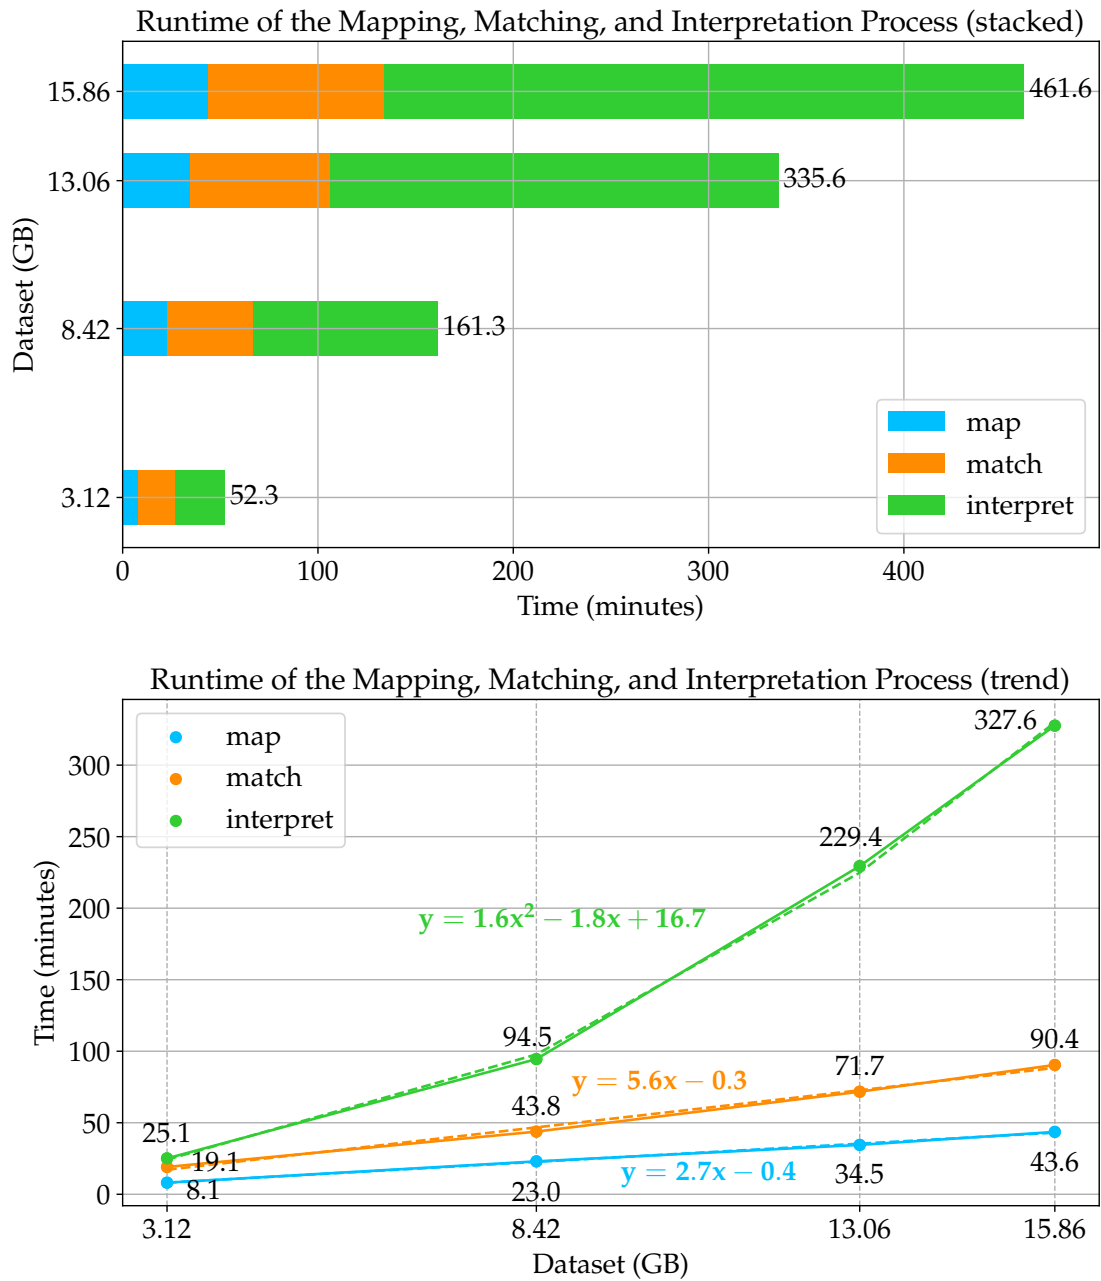 Runtime of the Mapping, Matching, and Interpretation Process (stacked)
Dataset (GB)
15.86
461.6
13.06
335.6
8.42
161.3
3.12
52.3
map
match
interpret
0 100 200 300 400
Time (minutes)
Runtime of the Mapping, Matching, and Interpretation Process (trend)
Time (minutes)
map
match
interpret
300
250
200
150
100
50
0
327.6
229.4
y = 1.6x² − 1.8x + 16.7
94.5
90.4
71.7
y = 5.6x − 0.3
43.8
25.1
19.1
8.1
23.0
y = 2.7x − 0.4
34.5
43.6
3.12 8.42 13.06 15.86
Dataset (GB)